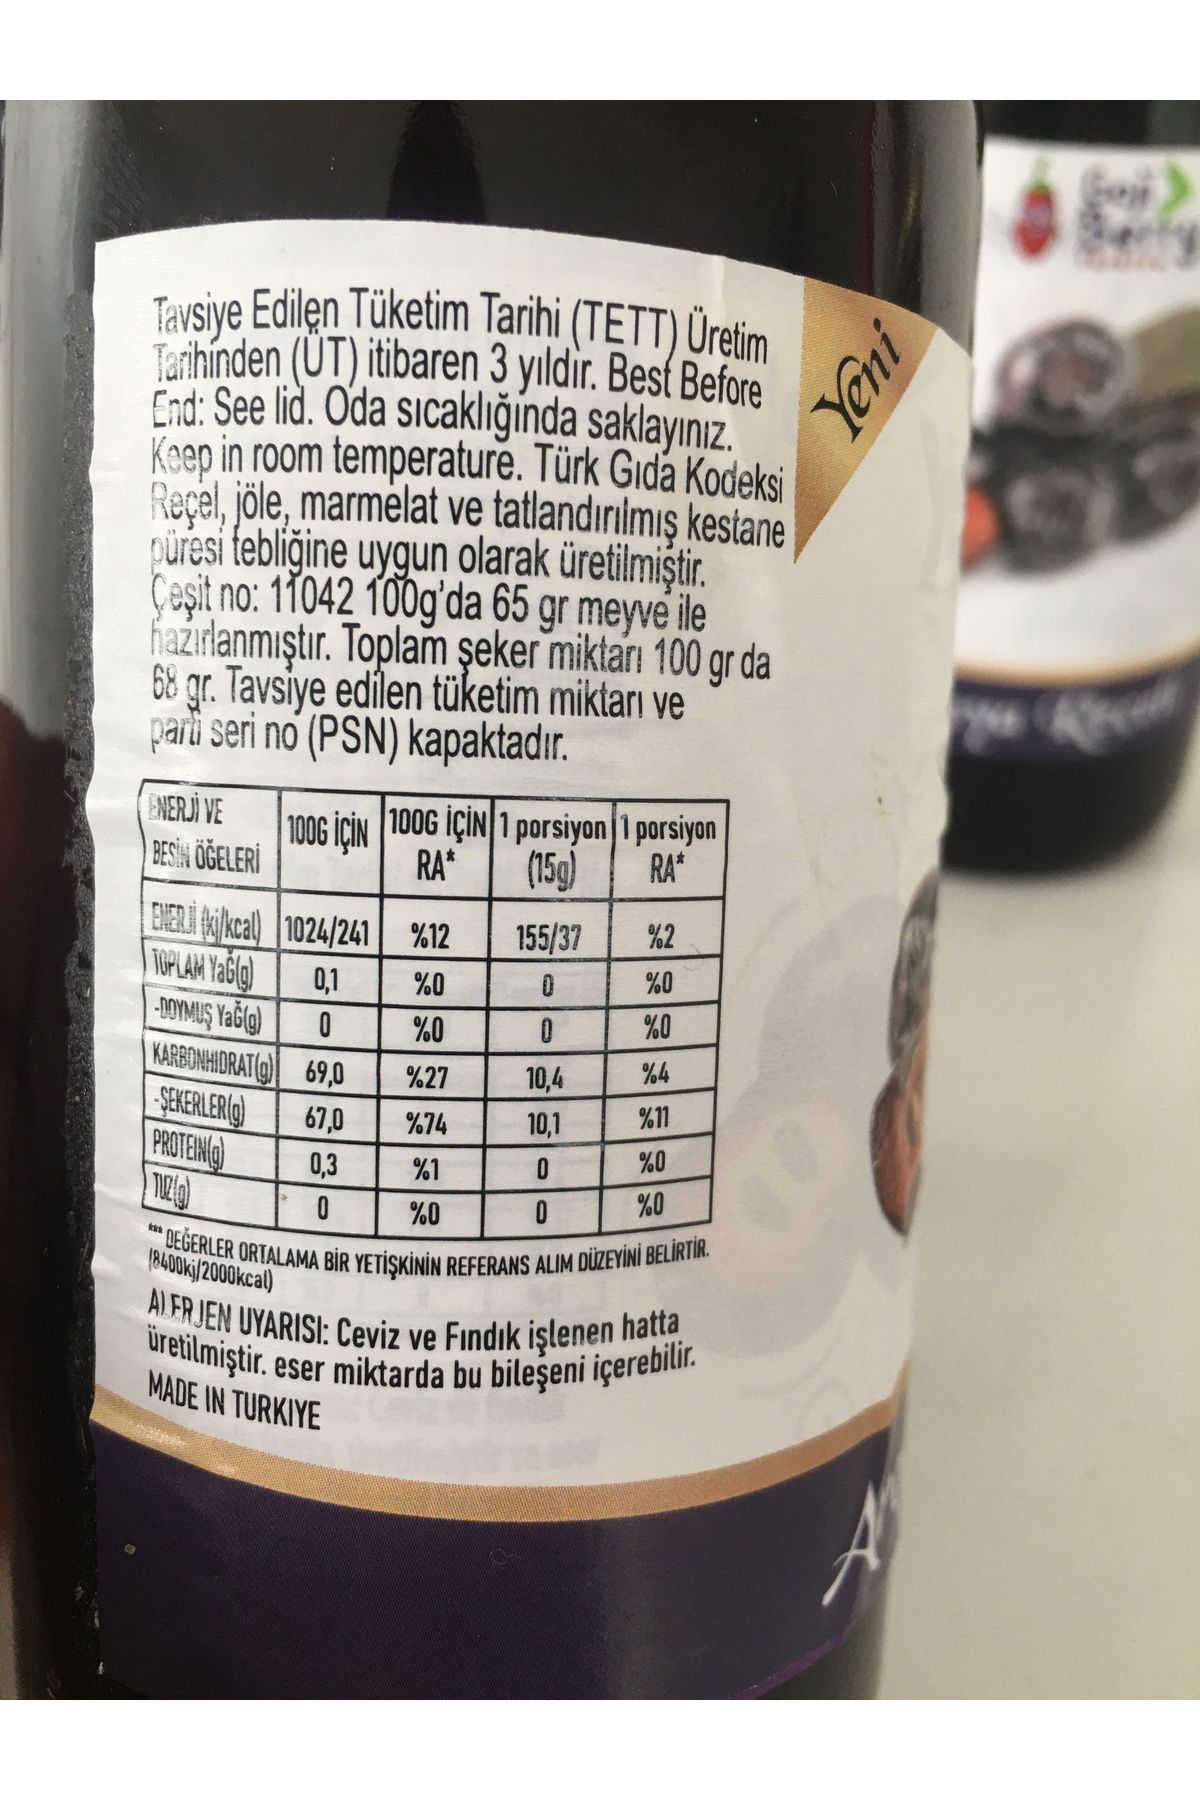 Tavsiye Edilen Tüketim Tarihi (TETT) Üretim
Tarihinden (ÜT) itibaren 3 yıldır. Best Before
End: See lid. Oda sıcaklığında saklayınız.
Keep in room temperature. Türk Gıda Kodeksi
Reçel, jöle, marmelat ve tatlandırılmış kestane
püresi tebliğine uygun olarak üretilmiştir.
Çeşit no: 11042 100g'da 65 gr meyve ile
hazırlanmıştır. Toplam şeker miktarı 100 gr da
68 gr. Tavsiye edilen tüketim miktarı ve
parti seri no (PSN) kapaktadır.
Yeni
ENERJİ VE BESİN ÖĞELERİ 100G İÇİN 100G İÇİN RA* 1 porsiyon (15g) 1 porsiyon RA*
ENERJİ (kj/kcal) 1024/241 %12 155/37 %2
TOPLAM YaĞ(g) 0,1 %0 0 %0
-DOYMUŞ YaĞ(g) 0 %0 0 %0
KARBONHIDRAT(g) 69,0 %27 10,4 %4
-ŞEKERLER(g) 67,0 %74 10,1 %11
PROTEIN(g) 0,3 %1 0 %0
TUZ(g) 0 %0 0 %0
*** DEĞERLER ORTALAMA BİR YETİŞKİNİN REFERANS ALIM DÜZEYİNİ BELİRTİR.
(8400kj/2000kcal)
ALERJEN UYARISI: Ceviz ve Fındık işlenen hatta
üretilmiştir. eser miktarda bu bileşeni içerebilir.
MADE IN TURKIYE
Goji
Berry